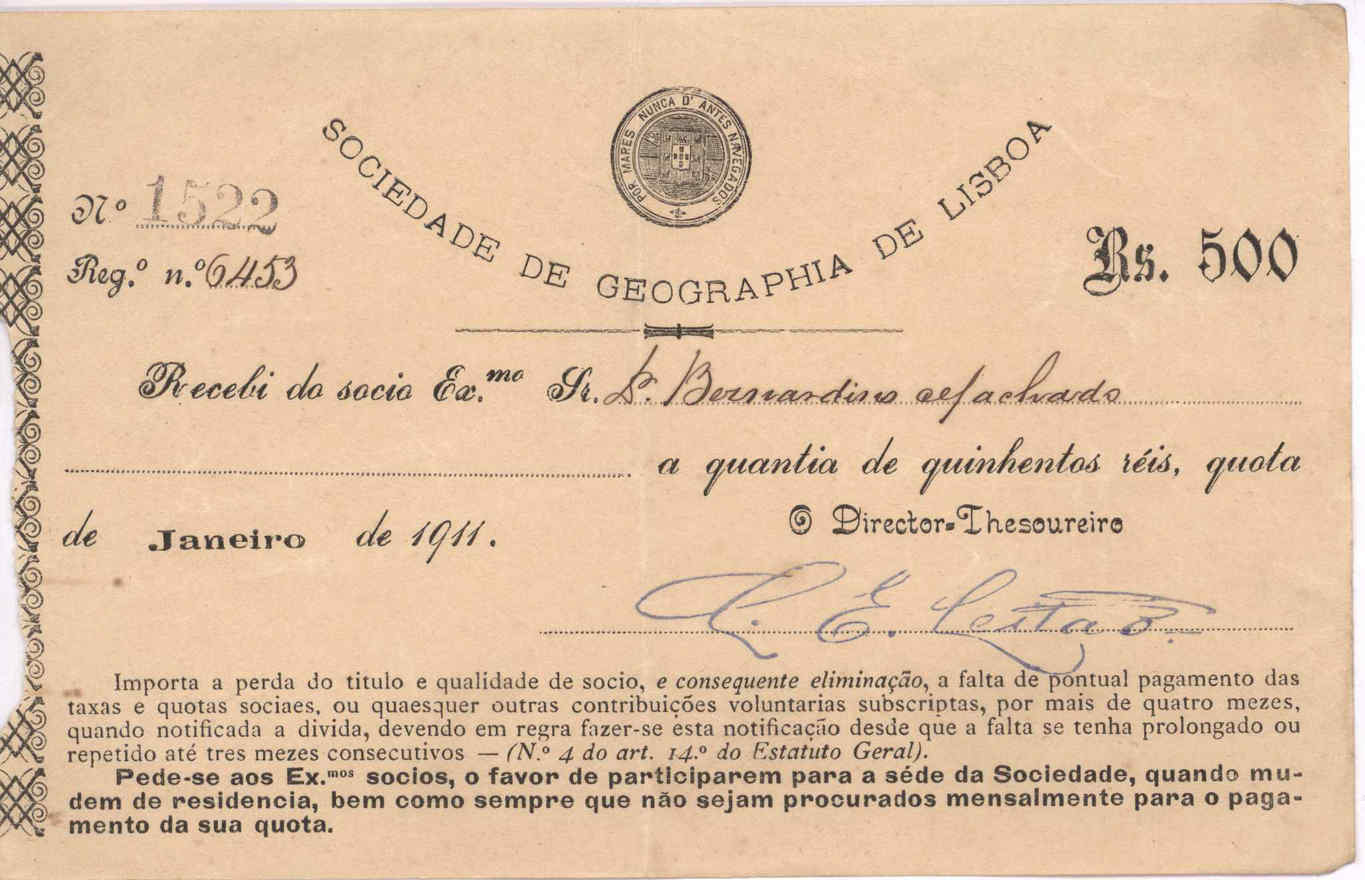 POR MARES NUNCA D' ANTES NAVEGADOS
SOCIEDADE DE GEOGRAPHIA DE LISBOA
N.º 1522
Reg.º n.º 6453
Rs. 500
Recebi do socio Ex.mo Sr. D. Bernardino Machado
a quantia de quinhentos réis, quota
de Janeiro de 1911.
O Director-Thesoureiro
L. E. Leitão.
Importa a perda do titulo e qualidade de socio, e consequente eliminação, a falta de pontual pagamento das
taxas e quotas sociaes, ou quaesquer outras contribuições voluntarias subscriptas, por mais de quatro mezes,
quando notificada a divida, devendo em regra fazer-se esta notificação desde que a falta se tenha prolongado ou
repetido até tres mezes consecutivos — (N.º 4 do art. 14.º do Estatuto Geral).
Pede-se aos Ex.mos socios, o favor de participarem para a séde da Sociedade, quando mu-
dem de residencia, bem como sempre que não sejam procurados mensalmente para o paga-
mento da sua quota.